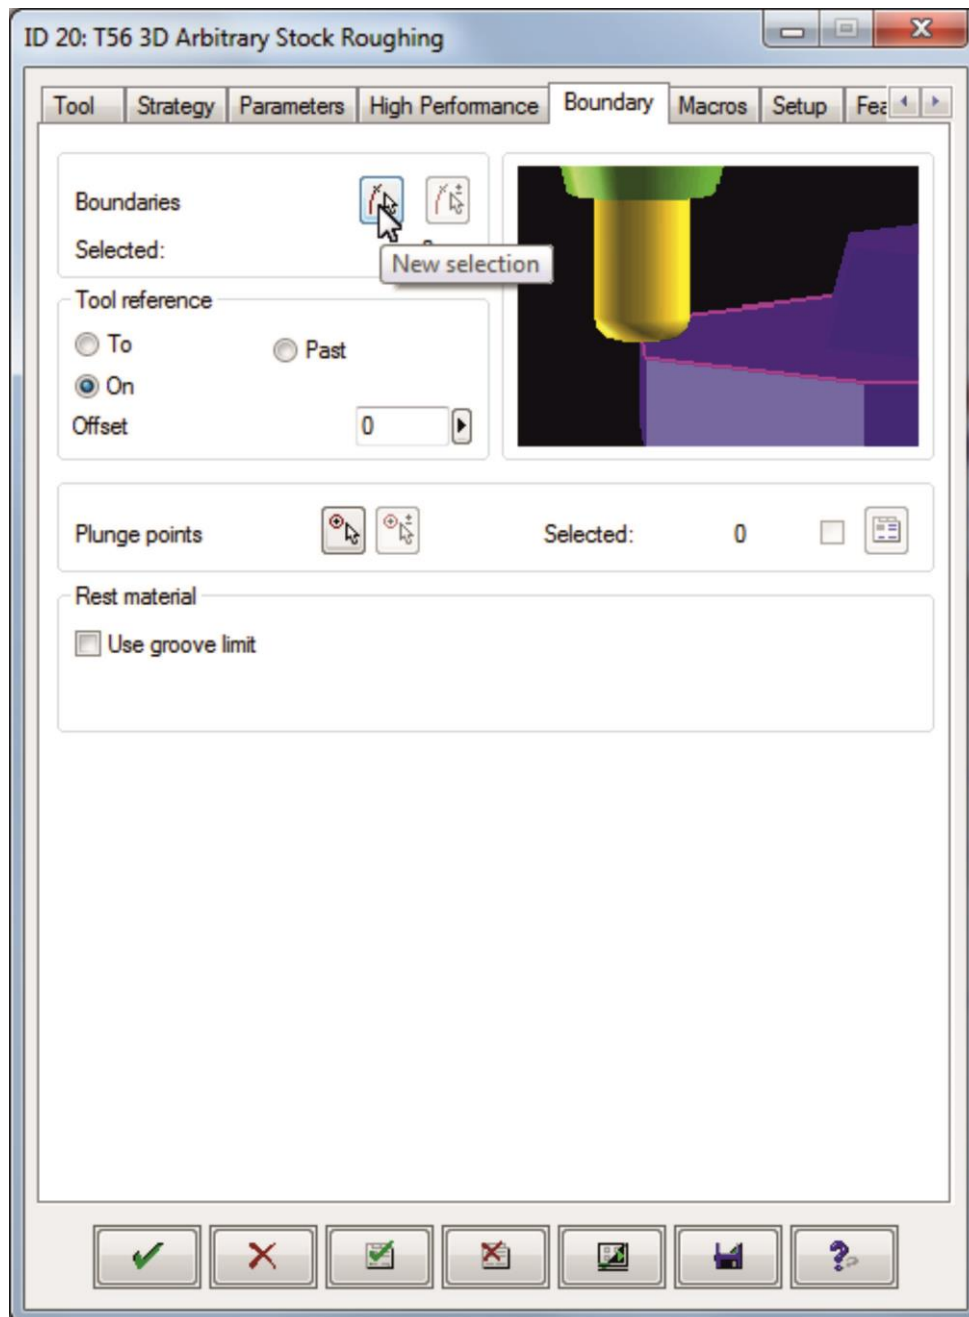 ID 20: T56 3D Arbitrary Stock Roughing
Tool Strategy Parameters High Performance Boundary Macros Setup Fea
Boundaries
Selected:
New selection
Tool reference
To Past
On
Offset 0
Plunge points Selected: 0
Rest material
Use groove limit